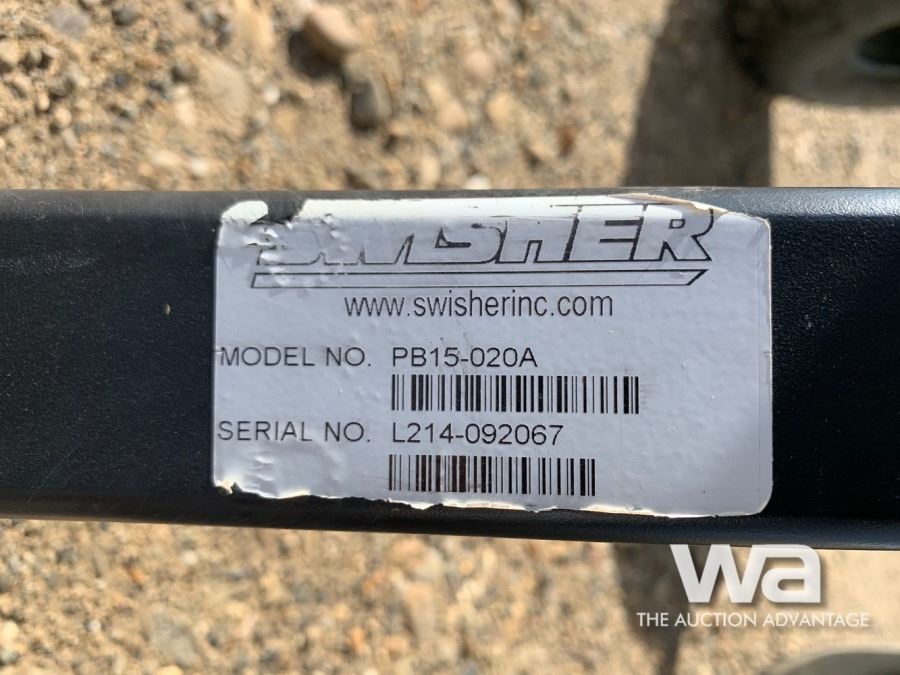 SWISHER
www.swisherinc.com
MODEL NO. PB15-020A
SERIAL NO. L214-092067
wa
THE AUCTION ADVANTAGE